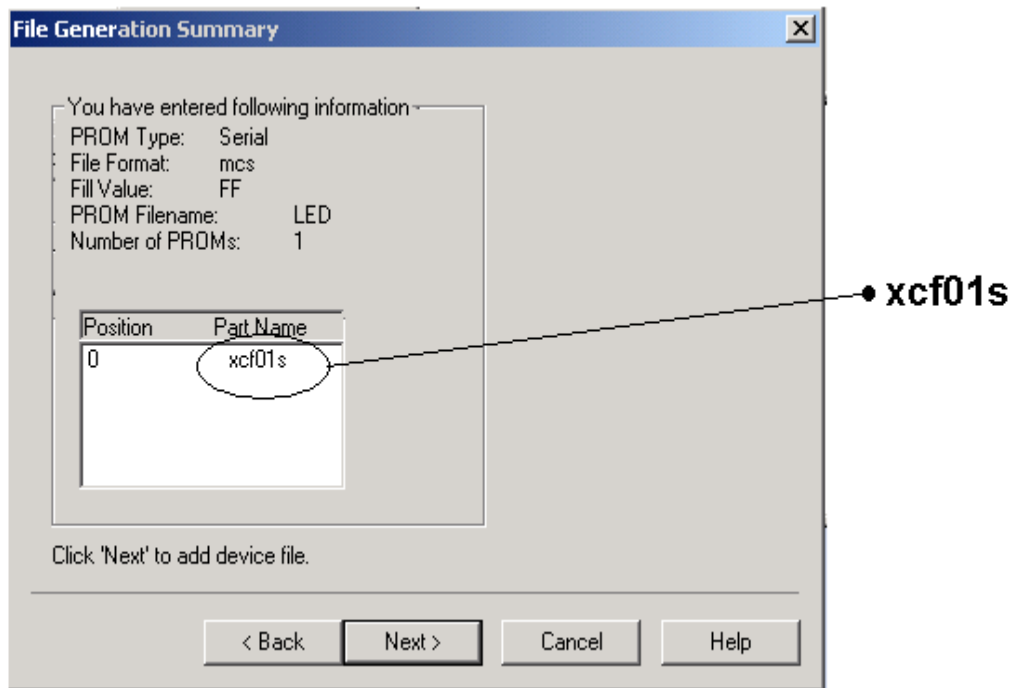 File Generation Summary
You have entered following information
PROM Type: Serial
File Format: mcs
Fill Value: FF
PROM Filename: LED
Number of PROMs: 1
xcf01s
Position Part Name
0 xcf01s
Click 'Next' to add device file.
< Back Next > Cancel Help